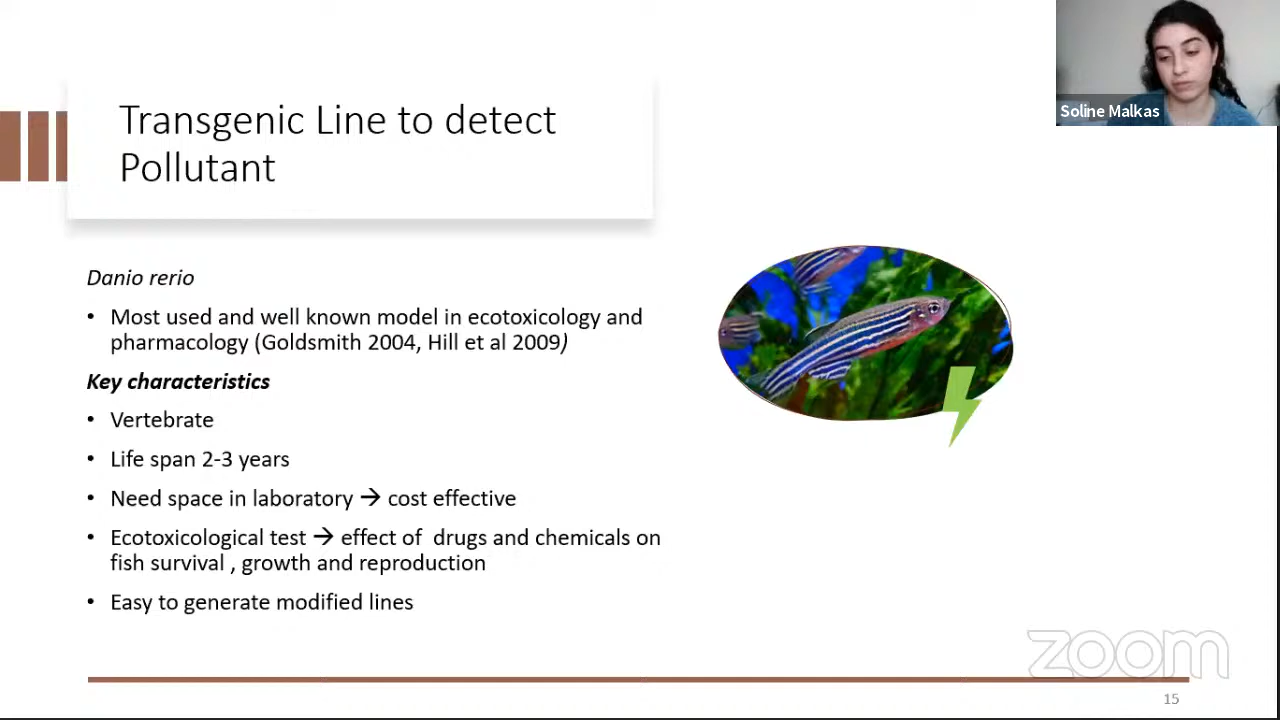 Soline Malkas
Transgenic Line to detect
Pollutant
Danio rerio
• Most used and well known model in ecotoxicology and
pharmacology (Goldsmith 2004, Hill et al 2009)
Key characteristics
• Vertebrate
• Life span 2-3 years
• Need space in laboratory → cost effective
• Ecotoxicological test → effect of  drugs and chemicals on
fish survival , growth and reproduction
• Easy to generate modified lines
zoom
15